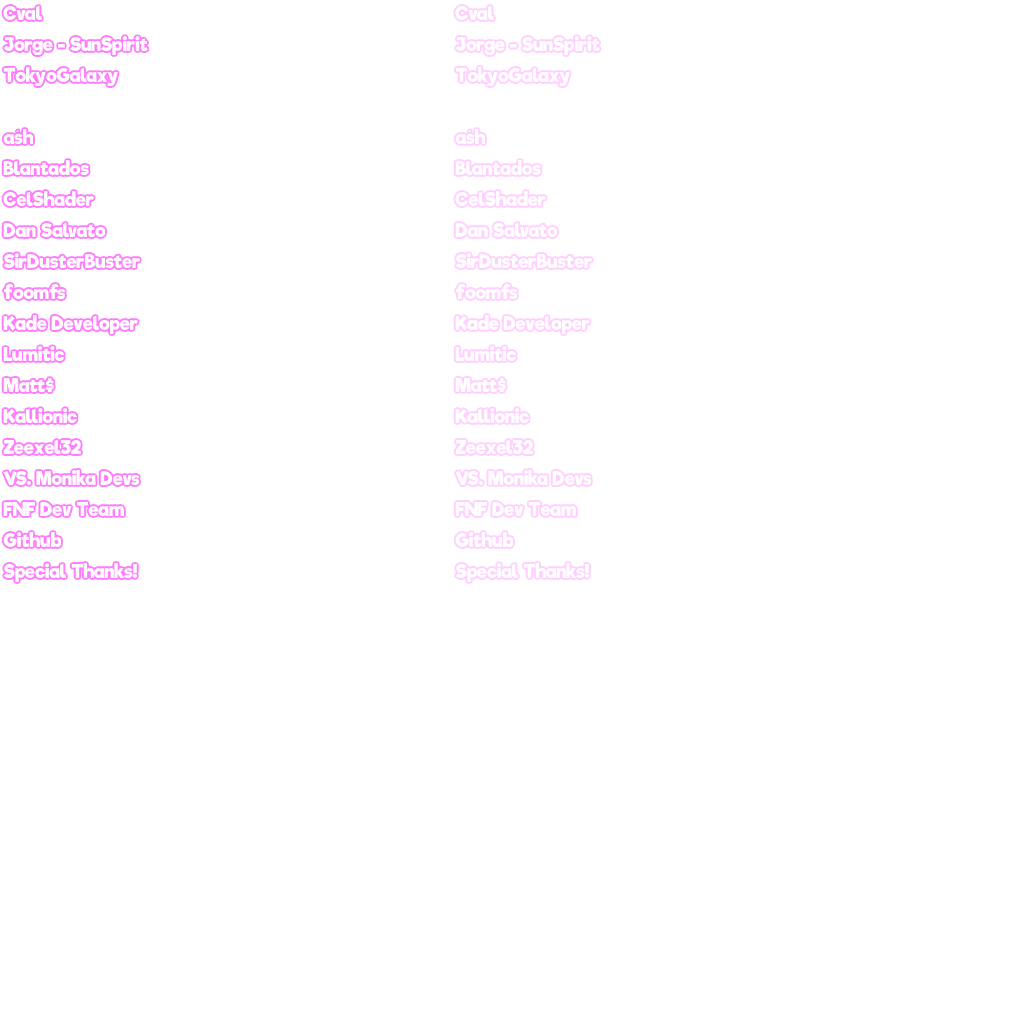 Cval
Jorge - SunSpirit
TokyoGalaxy
aśh
Blantados
CelShader
Dan Salvato
SirDusterBuster
foomfs
Kade Developer
Lumitic
Matt$
Kallionic
Zeexel32
VS. Monika Devs
FNF Dev Team
Github
Special Thanks!
Cval
Jorge - SunSpirit
TokyoGalaxy
aśh
Blantados
CelShader
Dan Salvato
SirDusterBuster
foomfs
Kade Developer
Lumitic
Matt$
Kallionic
Zeexel32
VS. Monika Devs
FNF Dev Team
Github
Special Thanks!